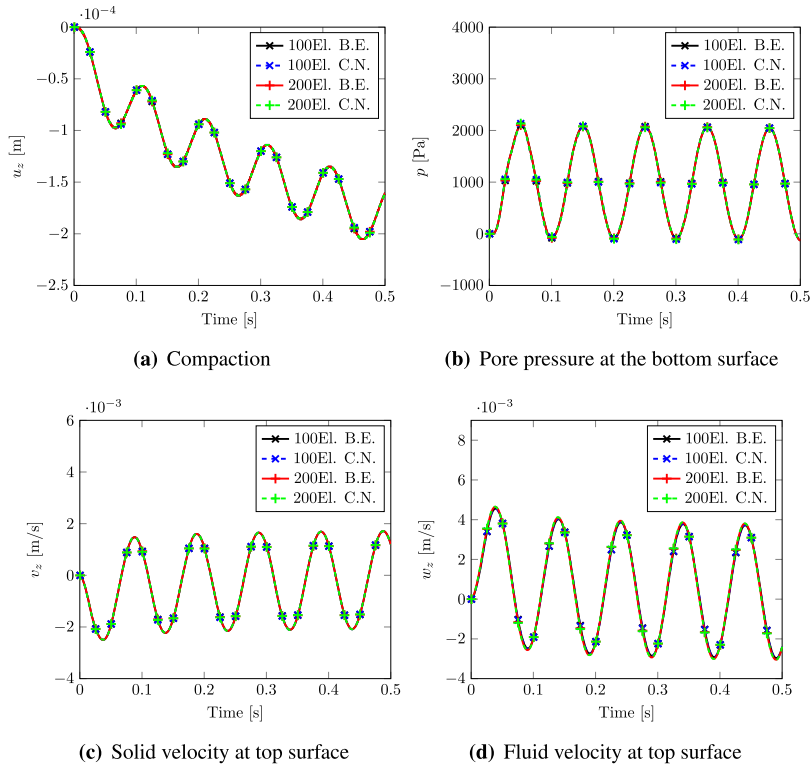 ·10−4
0
−0.5
−1
−1.5
−2
−2.5
uz [m]
0 0.1 0.2 0.3 0.4 0.5
Time [s]
100El. B.E.
100El. C.N.
200El. B.E.
200El. C.N.
(a) Compaction
4000
3000
2000
1000
0
−1000
p [Pa]
0 0.1 0.2 0.3 0.4 0.5
Time [s]
100El. B.E.
100El. C.N.
200El. B.E.
200El. C.N.
(b) Pore pressure at the bottom surface
·10−3
6
4
2
0
−2
−4
vz [m/s]
0 0.1 0.2 0.3 0.4 0.5
Time [s]
100El. B.E.
100El. C.N.
200El. B.E.
200El. C.N.
(c) Solid velocity at top surface
·10−3
8
6
4
2
0
−2
−4
wz [m/s]
0 0.1 0.2 0.3 0.4 0.5
Time [s]
100El. B.E.
100El. C.N.
200El. B.E.
200El. C.N.
(d) Fluid velocity at top surface